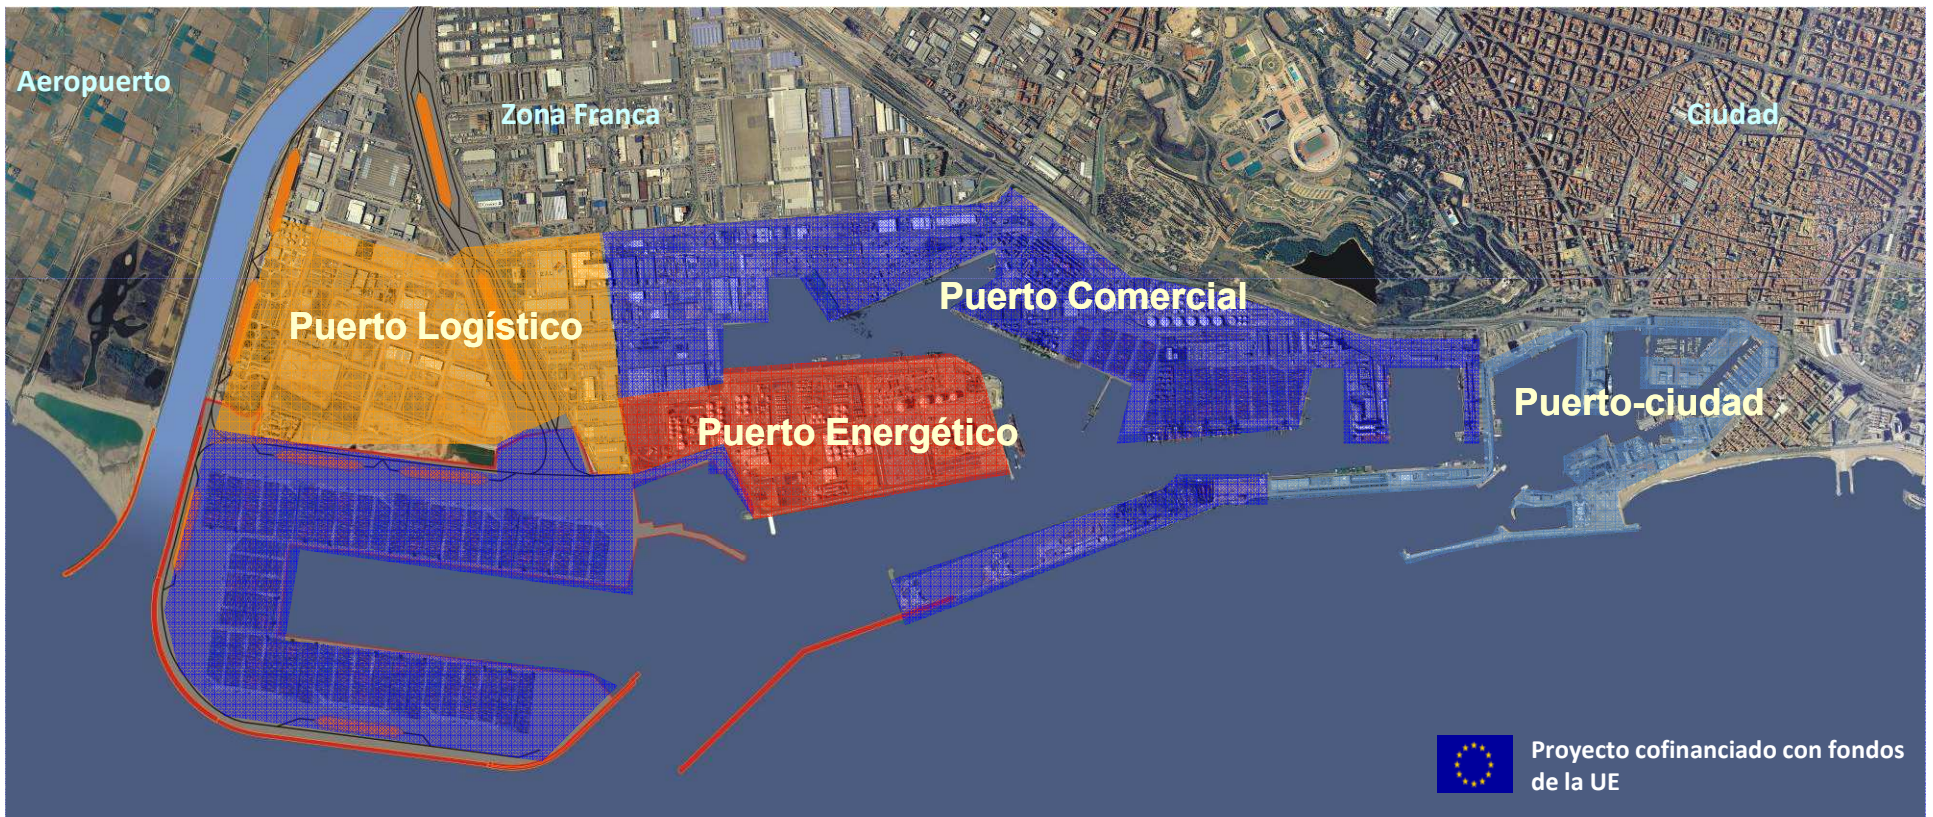 Aeropuerto
Zona Franca
Ciudad
Puerto Comercial
Puerto Logístico
Puerto-ciudad
Puerto Energético
Proyecto cofinanciado con fondos
de la UE